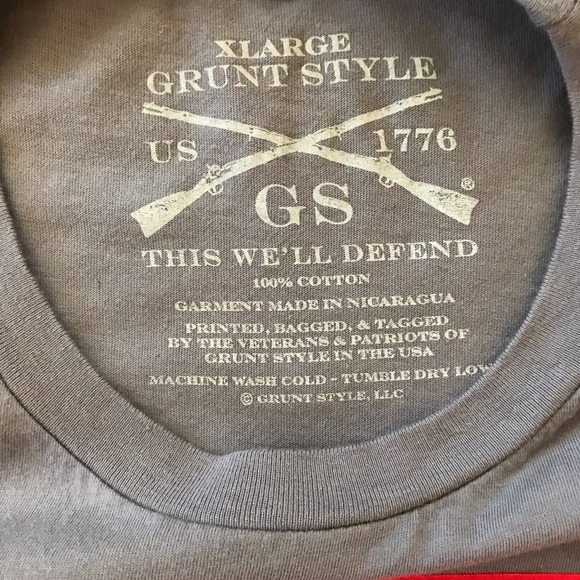 XLARGE
GRUNT STYLE
US 1776
GS ®
THIS WE'LL DEFEND
100% COTTON
GARMENT MADE IN NICARAGUA
PRINTED, BAGGED, & TAGGED
BY THE VETERANS & PATRIOTS OF
GRUNT STYLE IN THE USA
MACHINE WASH COLD - TUMBLE DRY LOW
© GRUNT STYLE, LLC